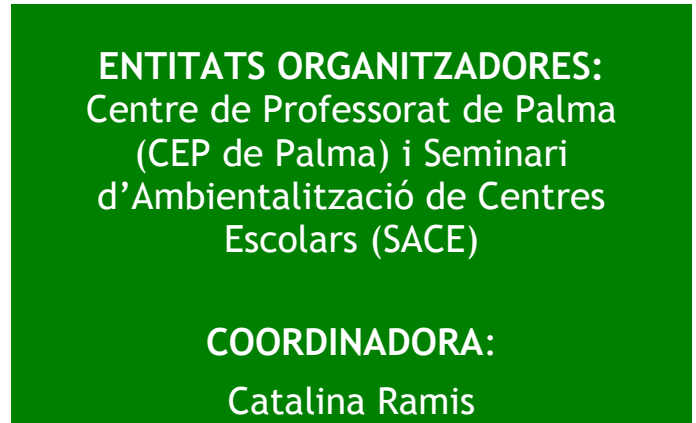 ENTITATS ORGANITZADORES:
Centre de Professorat de Palma
(CEP de Palma) i Seminari
d’Ambientalització de Centres
Escolars (SACE)
COORDINADORA:
Catalina Ramis